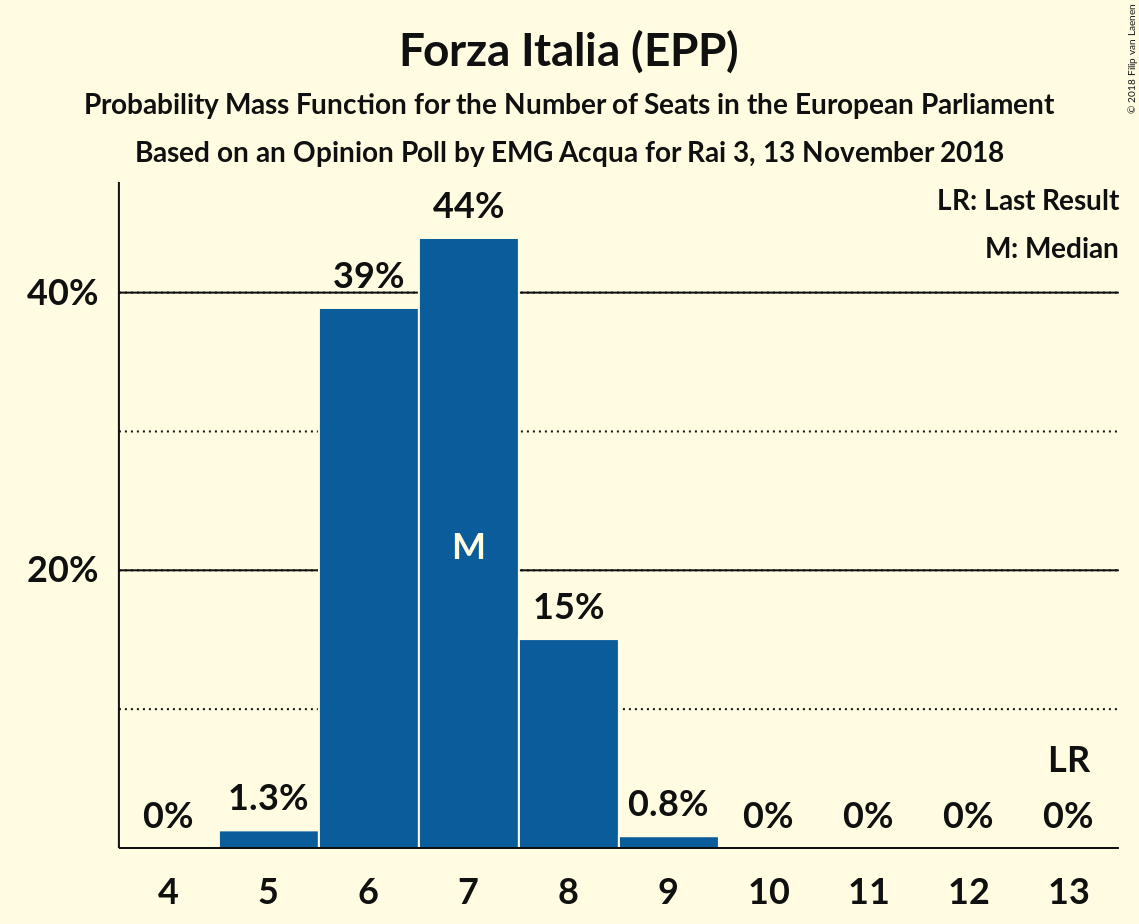 Forza Italia (EPP)
Probability Mass Function for the Number of Seats in the European Parliament
Based on an Opinion Poll by EMG Acqua for Rai 3, 13 November 2018
© 2018 Filip van Laenen
LR: Last Result
M: Median
44%
39%
40%
M
20%
15%
LR
0%
1.3%
0.8%
0%
0%
0%
0%
4 5 6 7 8 9 10 11 12 13